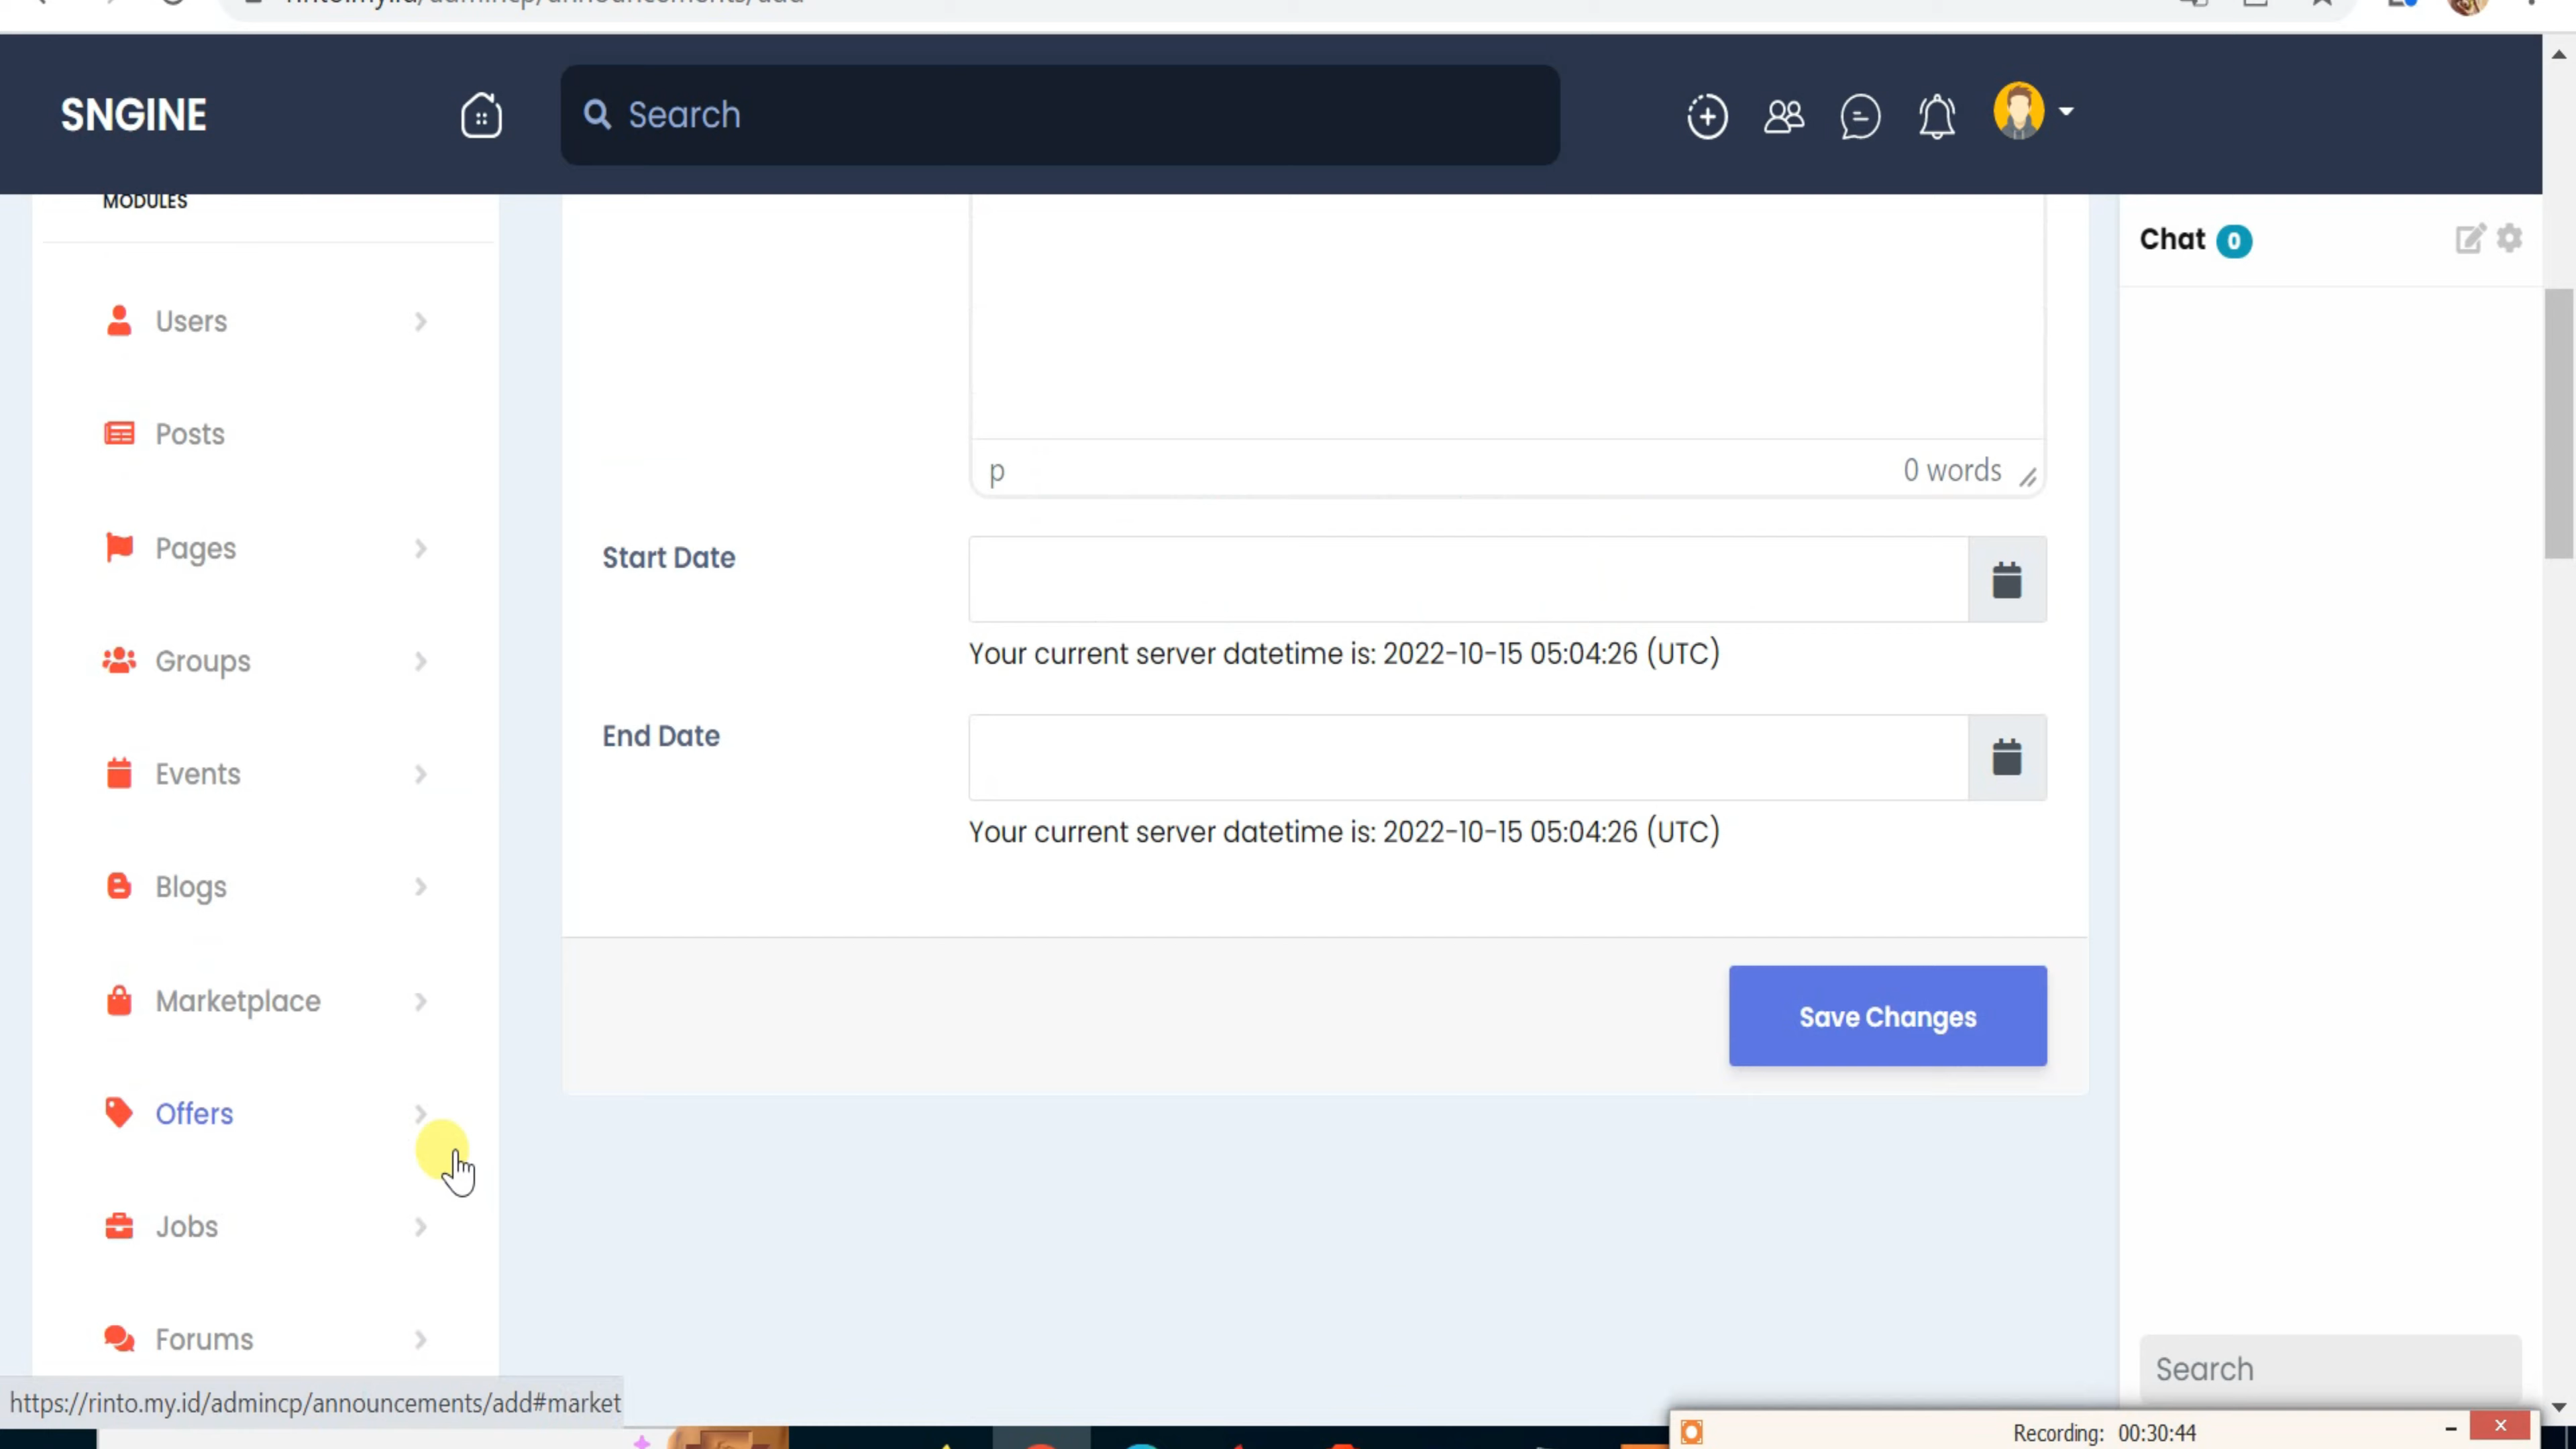 SNGINE
Search
MODULES
Users
Posts
Pages
Groups
Events
Blogs
Marketplace
Offers
Jobs
Forums
p
0 words
Start Date
Your current server datetime is: 2022-10-15 05:04:26 (UTC)
End Date
Your current server datetime is: 2022-10-15 05:04:26 (UTC)
Save Changes
Chat 0
Search
https://rinto.my.id/admincp/announcements/add#market
Recording: 00:30:44